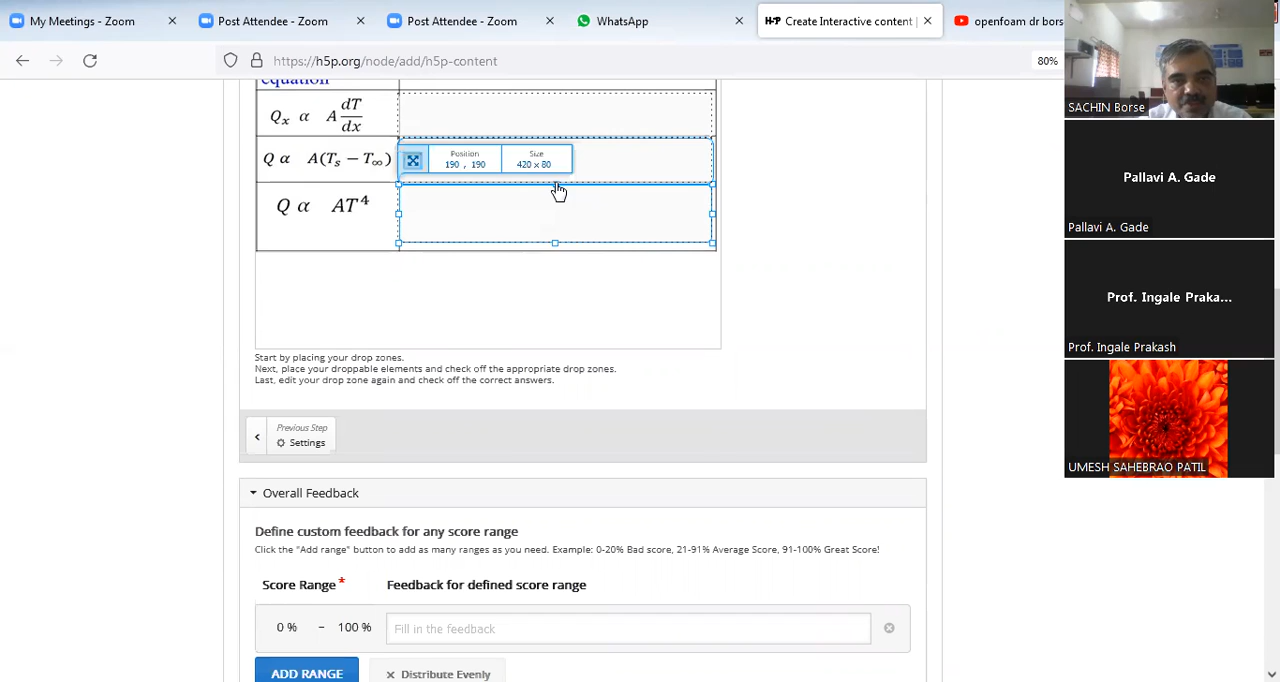 My Meetings - Zoom
Post Attendee - Zoom
Post Attendee - Zoom
WhatsApp
H-P Create Interactive content |
openfoam dr bors
https://h5p.org/node/add/h5p-content
80%
equation
Qₓ α A dT/dx
Q α A(Tₛ − T∞)
Q α AT⁴
Position
190 , 190
Size
420 x 80
Start by placing your drop zones.
Next, place your droppable elements and check off the appropriate drop zones.
Last, edit your drop zone again and check off the correct answers.
Previous Step
Settings
Overall Feedback
Define custom feedback for any score range
Click the "Add range" button to add as many ranges as you need. Example: 0-20% Bad score, 21-91% Average Score, 91-100% Great Score!
Score Range *
Feedback for defined score range
0 % – 100 %
Fill in the feedback
ADD RANGE
Distribute Evenly
SACHIN Borse
Pallavi A. Gade
Pallavi A. Gade
Prof. Ingale Praka...
Prof. Ingale Prakash
UMESH SAHEBRAO PATIL